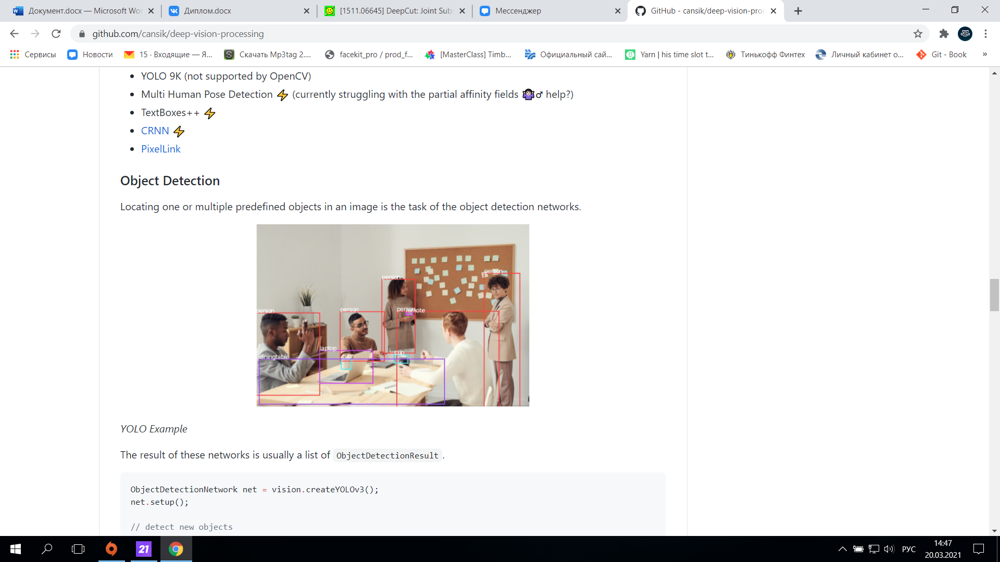 Документ.docx — Microsoft Wor
Диплом.docx
[1511.06645] DeepCut: Joint Subs
Мессенджер
GitHub - cansik/deep-vision-proc
github.com/cansik/deep-vision-processing
Сервисы
Новости
15 · Входящие — Я...
Скачать Mp3tag 2....
facekit_pro / prod_f...
[MasterClass] Timb...
Официальный сай...
Yarn | his time slot t...
Тинькофф Финтех
Личный кабинет о...
Git - Book
»
YOLO 9K (not supported by OpenCV)
Multi Human Pose Detection ⚡ (currently struggling with the partial affinity fields 🤷🏻‍♂ help?)
TextBoxes++ ⚡
CRNN ⚡
PixelLink
Object Detection
Locating one or multiple predefined objects in an image is the task of the object detection networks.
person
person
person
person
person
remote
laptop
cup
cup
diningtable
YOLO Example
The result of these networks is usually a list of ObjectDetectionResult.
ObjectDetectionNetwork net = vision.createYOLOv3();
net.setup();
// detect new objects
21
РУС
14:47
20.03.2021